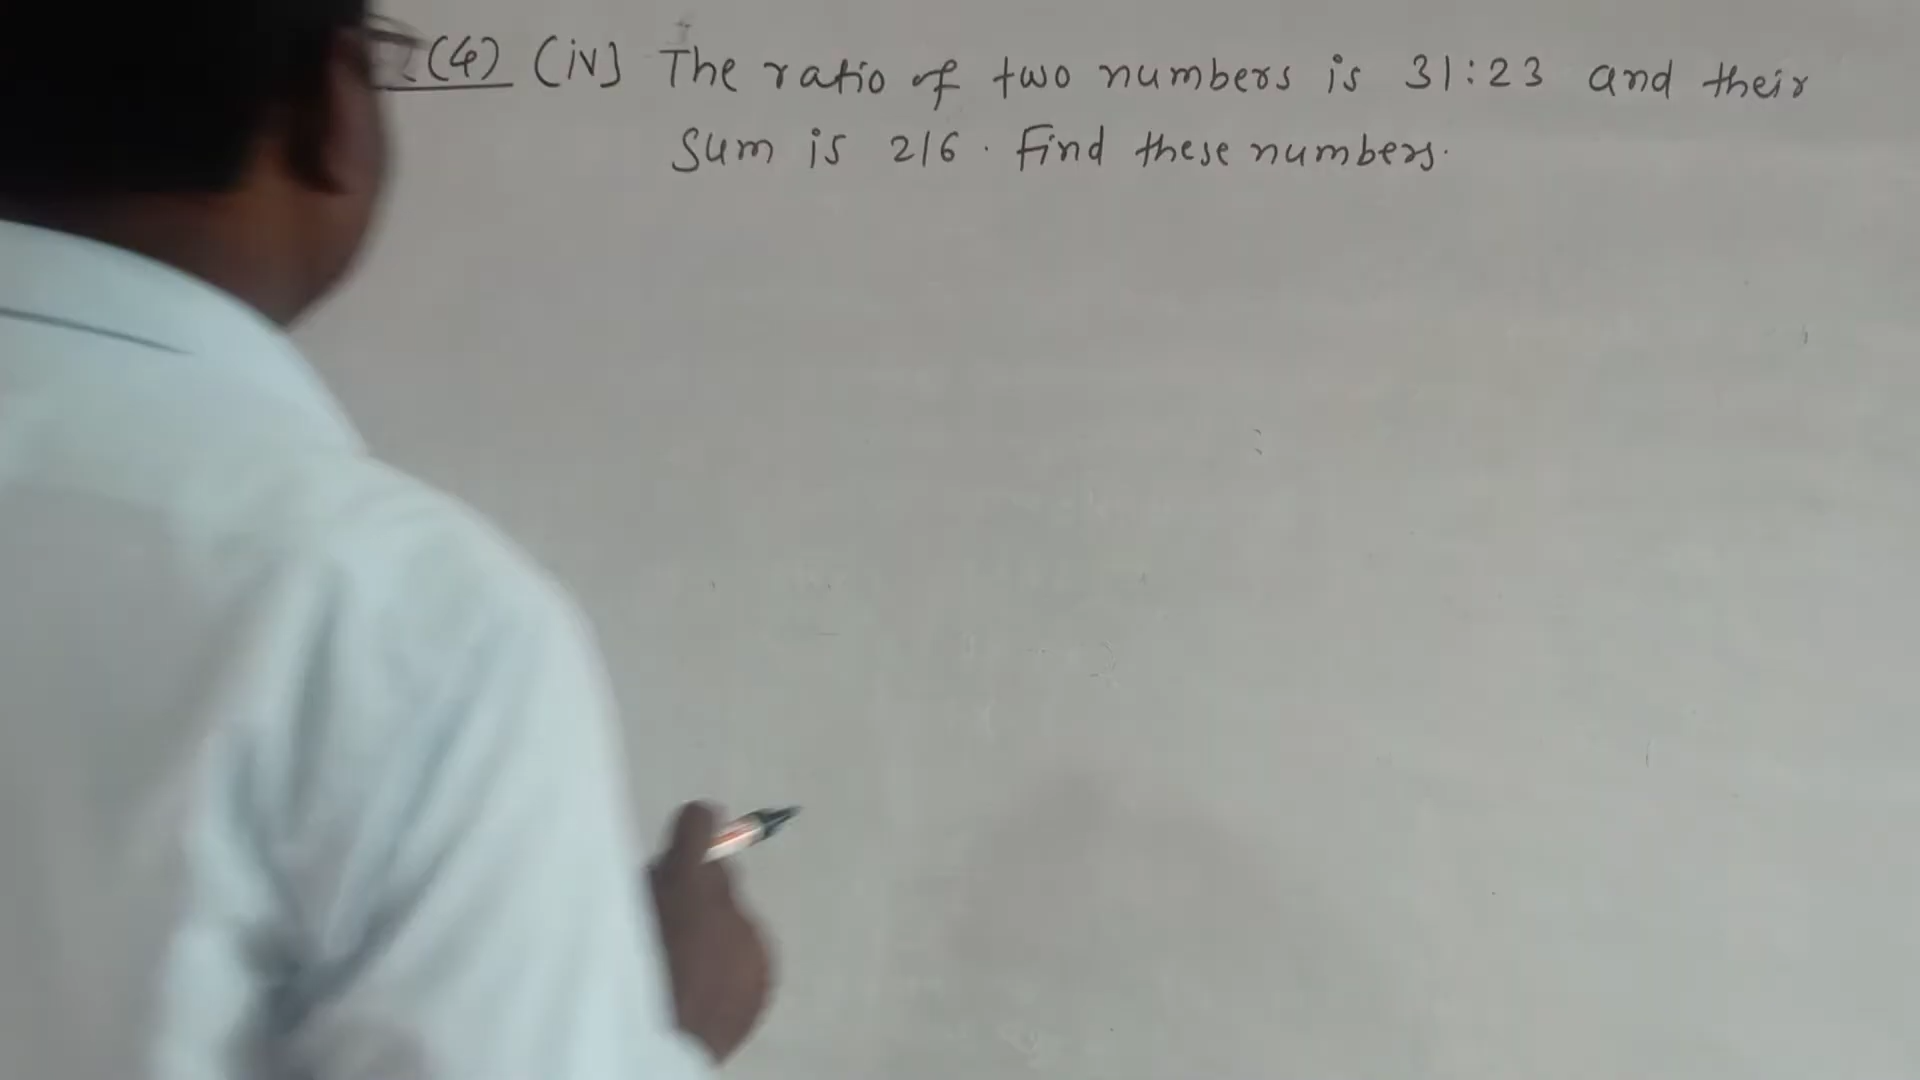 (4) (iv) The ratio of two numbers is 31:23 and their
Sum is 216. Find these numbers.